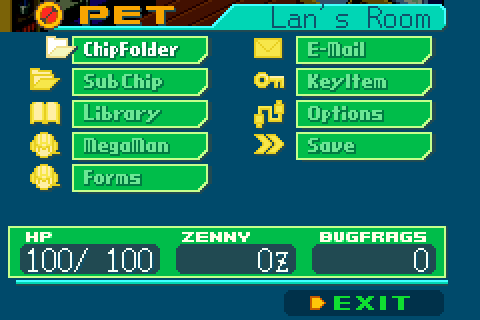 PET
Lan's Room
ChipFolder
SubChip
Library
MegaMan
Forms
E-Mail
KeyItem
Options
Save
HP
100/ 100
ZENNY
0z
BUGFRAGS
0
EXIT